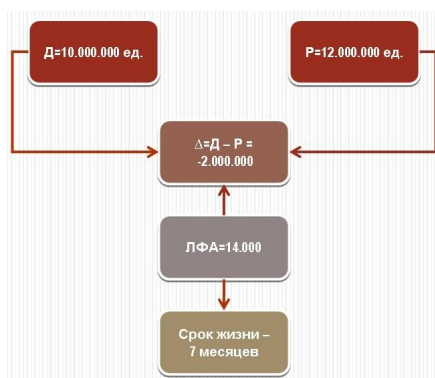 Д=10.000.000 ед.
Р=12.000.000 ед.
Δ=Д – Р =
-2.000.000
ЛФА=14.000
Срок жизни –
7 месяцев